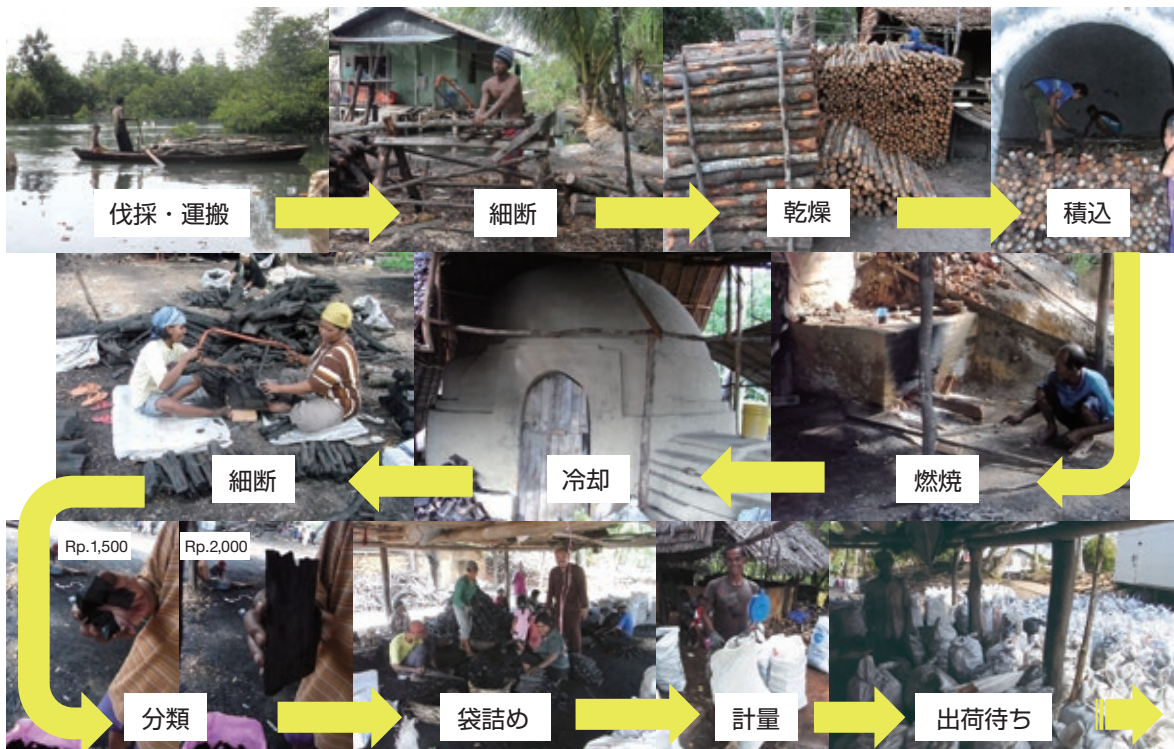 伐採・運搬
細断
乾燥
積込
燃焼
冷却
細断
Rp.1,500
Rp.2,000
分類
袋詰め
計量
出荷待ち